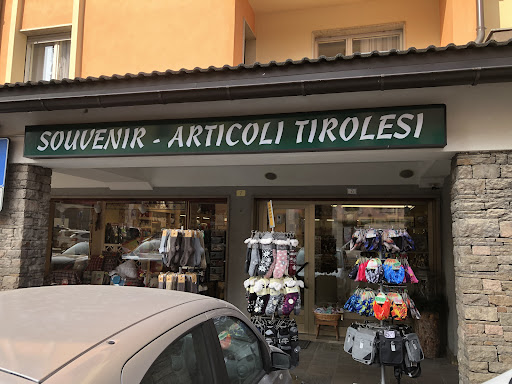 SOUVENIR - ARTICOLI TIROLESI